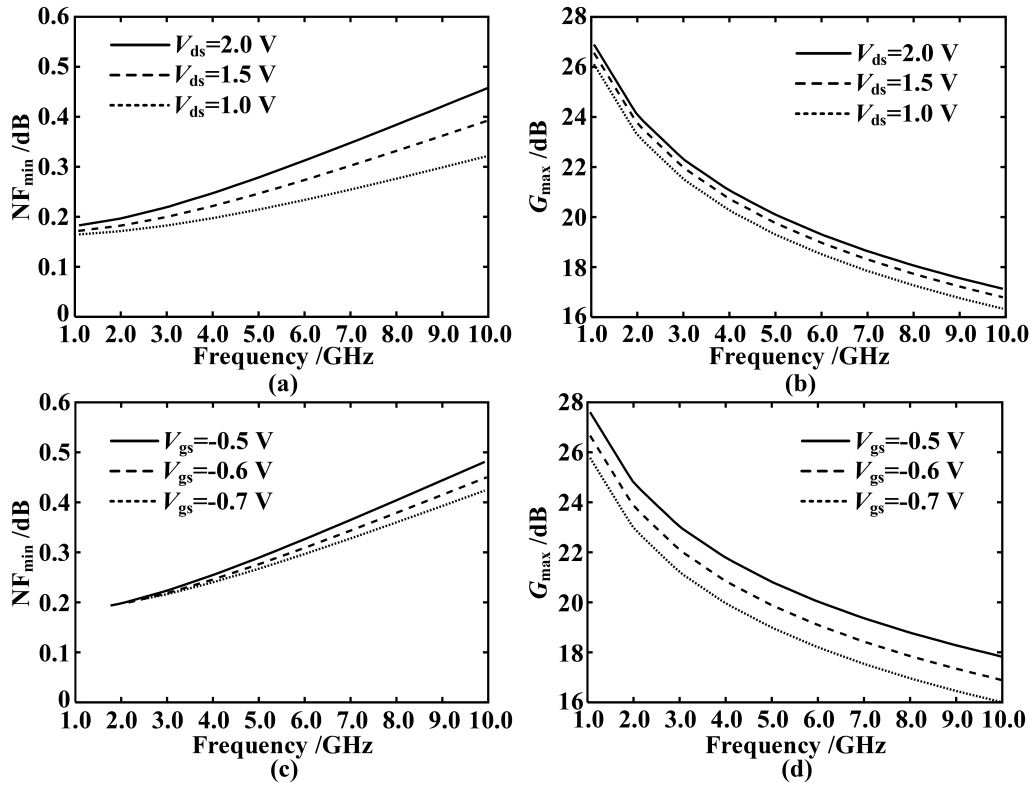 0.6
0.5
0.4
0.3
0.2
0.1
0
NFmin /dB
Vds=2.0 V
Vds=1.5 V
Vds=1.0 V
1.0 2.0 3.0 4.0 5.0 6.0 7.0 8.0 9.0 10.0
Frequency /GHz
(a)
28
26
24
22
20
18
16
Gmax /dB
Vds=2.0 V
Vds=1.5 V
Vds=1.0 V
1.0 2.0 3.0 4.0 5.0 6.0 7.0 8.0 9.0 10.0
Frequency /GHz
(b)
0.6
0.5
0.4
0.3
0.2
0.1
0
NFmin /dB
Vgs=-0.5 V
Vgs=-0.6 V
Vgs=-0.7 V
1.0 2.0 3.0 4.0 5.0 6.0 7.0 8.0 9.0 10.0
Frequency /GHz
(c)
28
26
24
22
20
18
16
Gmax /dB
Vgs=-0.5 V
Vgs=-0.6 V
Vgs=-0.7 V
1.0 2.0 3.0 4.0 5.0 6.0 7.0 8.0 9.0 10.0
Frequency /GHz
(d)